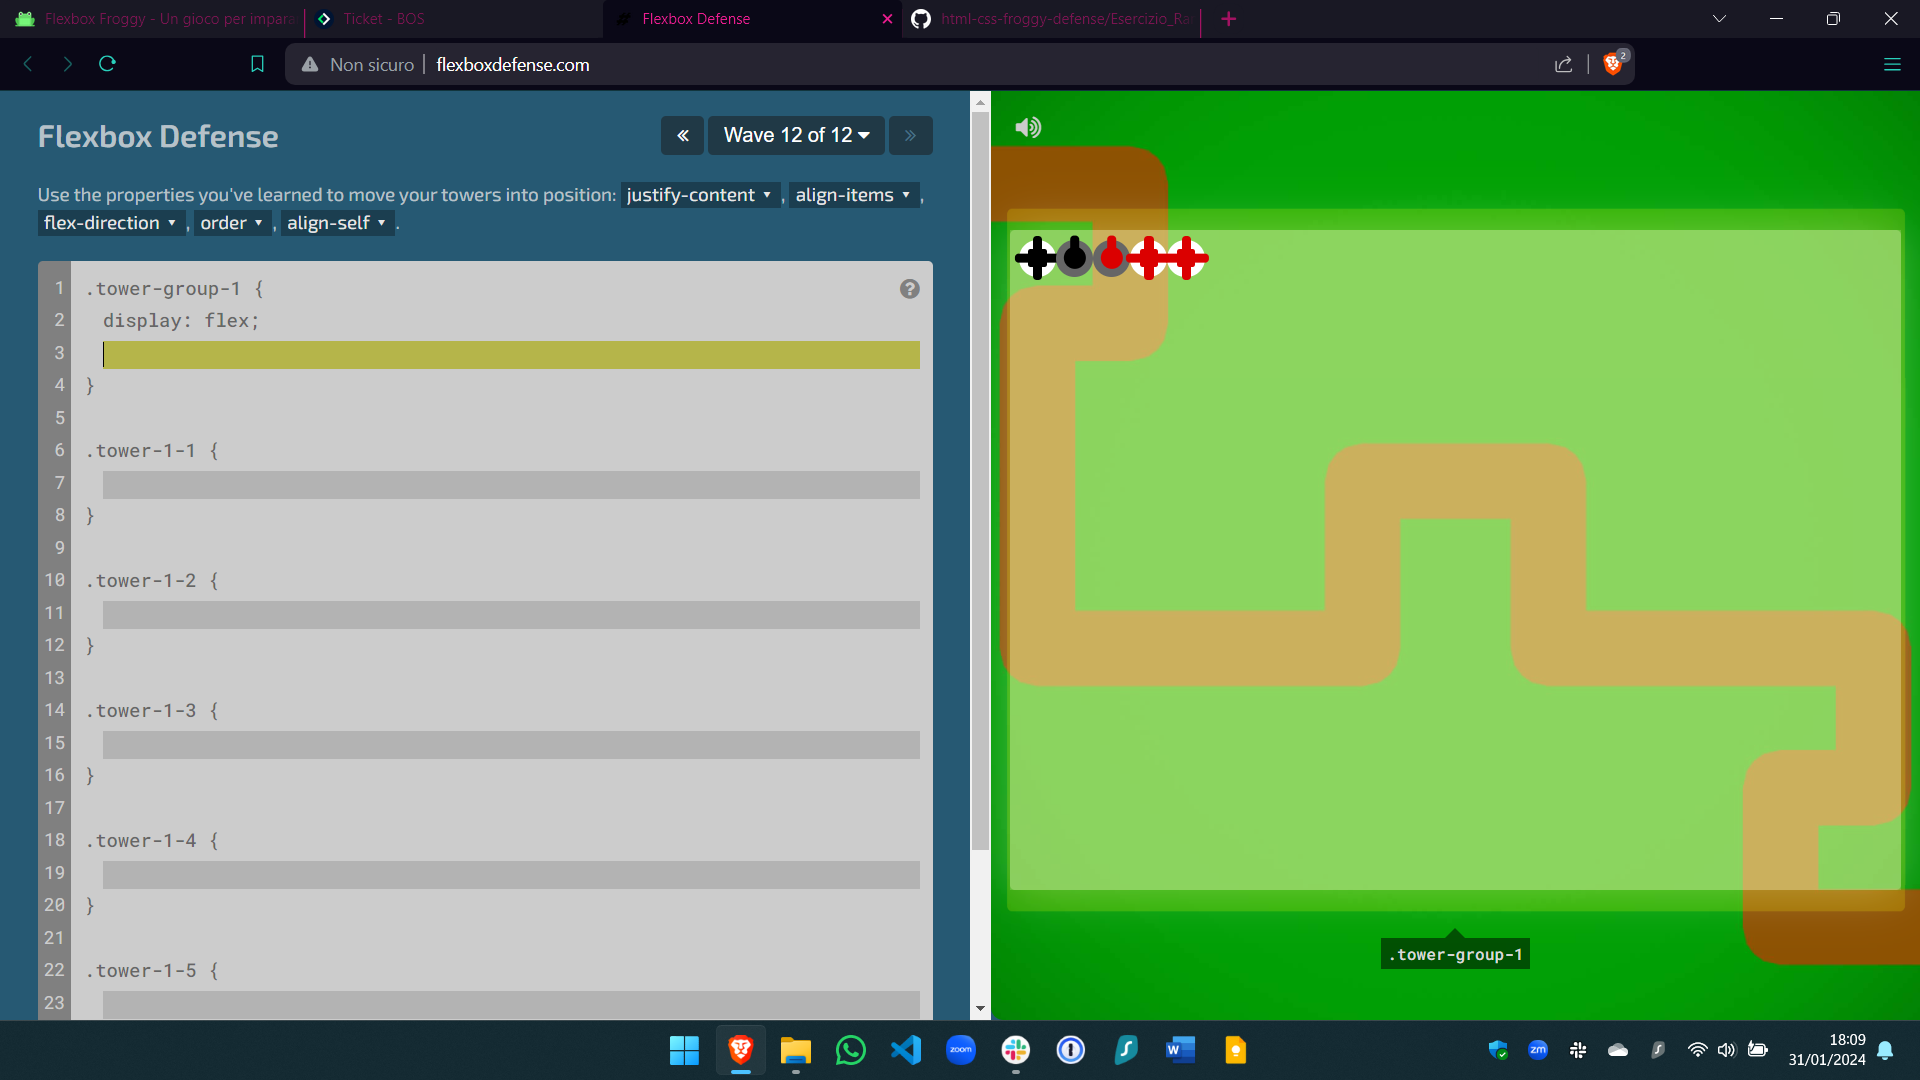 Flexbox Froggy - Un gioco per impara
Ticket - BOS
Flexbox Defense
html-css-froggy-defense/Esercizio_Ra
Non sicuro
flexboxdefense.com
2
Flexbox Defense
«
Wave 12 of 12
»
Use the properties you've learned to move your towers into position: justify-content ▼, align-items ▼,
flex-direction ▼, order ▼, align-self ▼.
1 .tower-group-1 {
2 display: flex;
3
4 }
5
6 .tower-1-1 {
7
8 }
9
10 .tower-1-2 {
11
12 }
13
14 .tower-1-3 {
15
16 }
17
18 .tower-1-4 {
19
20 }
21
22 .tower-1-5 {
23
?
.tower-group-1
zoom
W
zm
18:09
31/01/2024